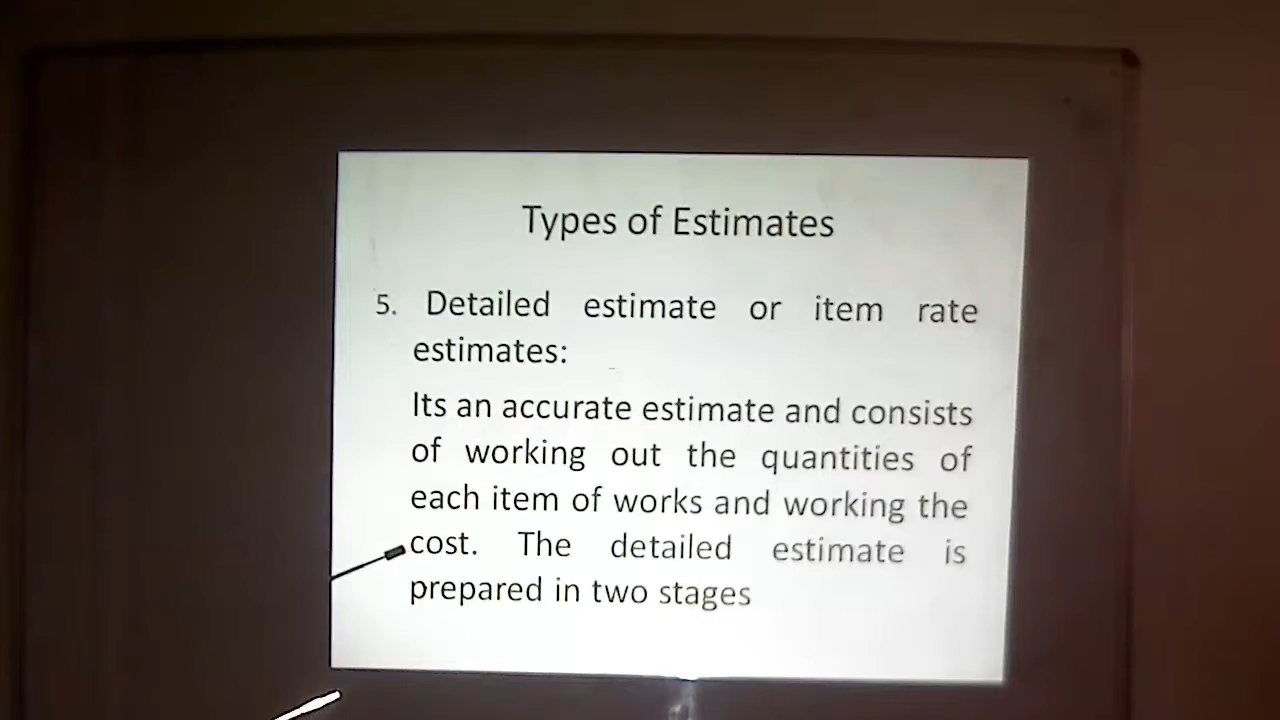 Types of Estimates
5. Detailed estimate or item rate
estimates:
Its an accurate estimate and consists
of working out the quantities of
each item of works and working the
cost. The detailed estimate is
prepared in two stages